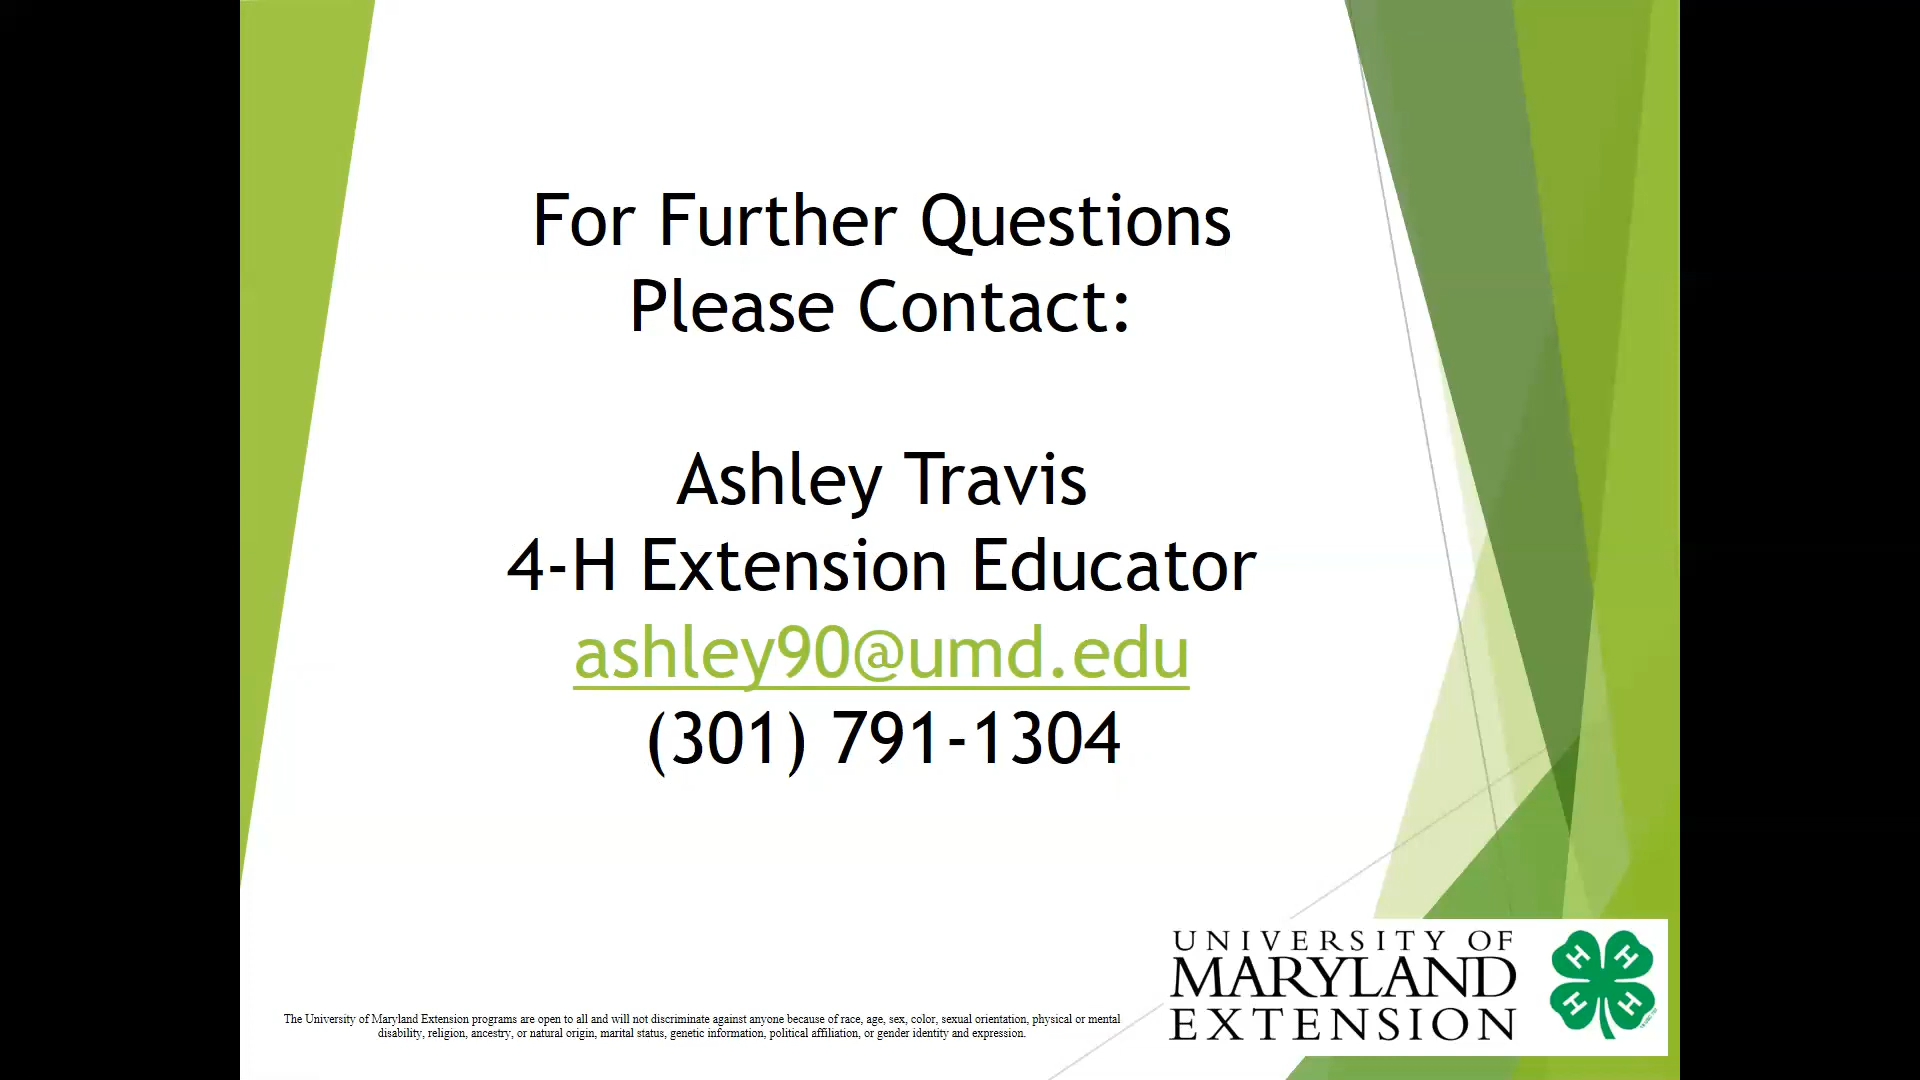 For Further Questions
Please Contact:
Ashley Travis
4-H Extension Educator
ashley90@umd.edu
(301) 791-1304
UNIVERSITY OF
MARYLAND
EXTENSION
H H
H H
The University of Maryland Extension programs are open to all and will not discriminate against anyone because of race, age, sex, color, sexual orientation, physical or mental
disability, religion, ancestry, or natural origin, marital status, genetic information, political affiliation, or gender identity and expression.